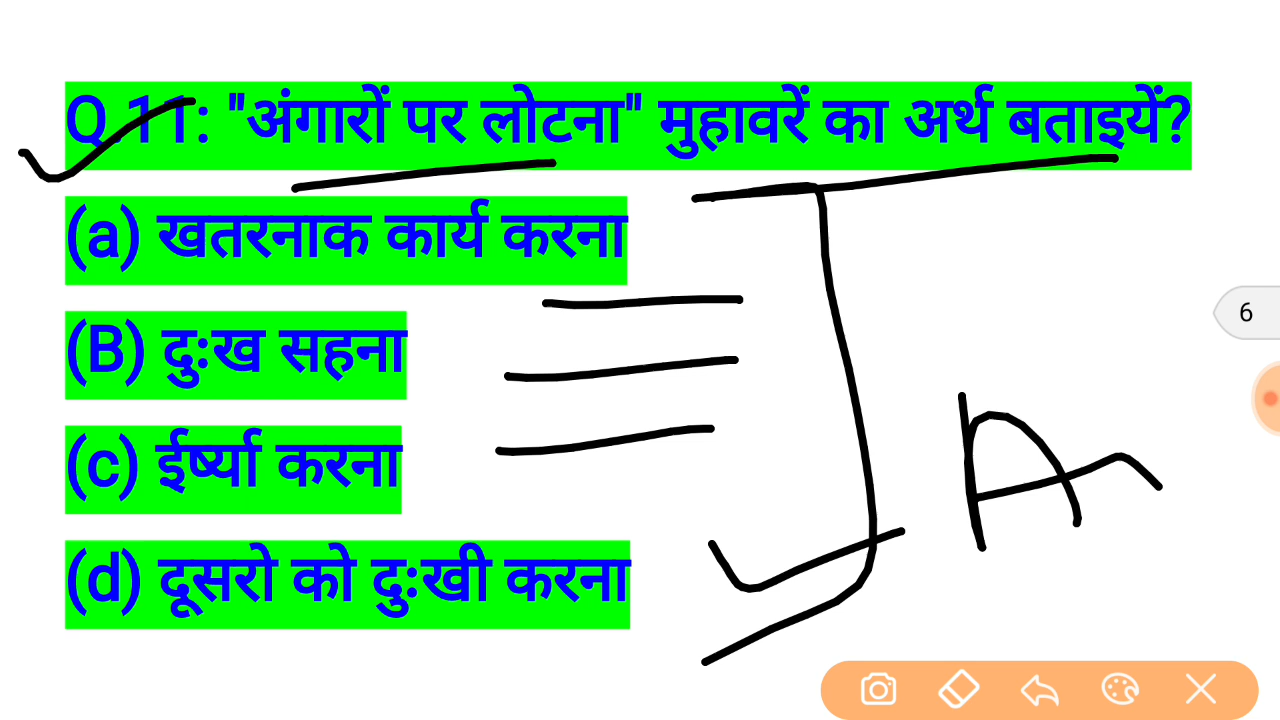 Q.11: "अंगारों पर लोटना" मुहावरें का अर्थ बताइयें?
(a) खतरनाक कार्य करना
(B) दुःख सहना
(c) ईर्ष्या करना
(d) दूसरो को दुःखी करना
6
A